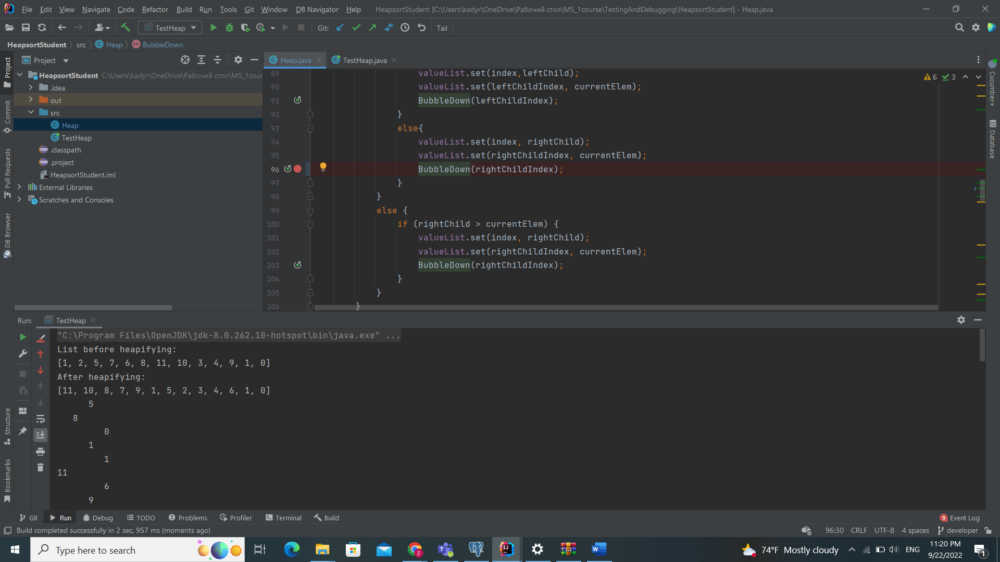 File Edit View Navigate Code Refactor Build Run Tools Git Window DB Navigator Help HeapsortStudent [C:\Users\kadyr\OneDrive\Рабочий стол\MS_1course\TestingAndDebugging\HeapsortStudent] - Heap.java
TestHeap Git: Tail
HeapsortStudent src Heap BubbleDown
Project
Heap.java
TestHeap.java
HeapsortStudent C:\Users\kadyr\OneDrive\Рабочий стол\MS_1cour
.idea
out
src
Heap
TestHeap
.classpath
.project
HeapsortStudent.iml
External Libraries
Scratches and Consoles
Project
Commit
Pull Requests
DB Browser
Structure
Bookmarks
6 3
89 valueList.set(index,leftChild);
90 valueList.set(leftChildIndex, currentElem);
91 BubbleDown(leftChildIndex);
92 }
93 else{
94 valueList.set(index, rightChild);
95 valueList.set(rightChildIndex, currentElem);
96 BubbleDown(rightChildIndex);
97 }
98 }
99 else {
100 if (rightChild > currentElem) {
101 valueList.set(index, rightChild);
102 valueList.set(rightChildIndex, currentElem);
103 BubbleDown(rightChildIndex);
104 }
105 }
106 }
Cucumber+
Database
Run: TestHeap
"C:\Program Files\OpenJDK\jdk-8.0.262.10-hotspot\bin\java.exe" ...
List before heapifying:
[1, 2, 5, 7, 6, 8, 11, 10, 3, 4, 9, 1, 0]
After heapifying:
[11, 10, 8, 7, 9, 1, 5, 2, 3, 4, 6, 1, 0]
5
8
0
1
1
11
6
9
Git Run Debug TODO Problems Profiler Terminal Build 9 Event Log
Build completed successfully in 2 sec, 957 ms (moments ago) 96:30 CRLF UTF-8 4 spaces developer
Type here to search
74°F Mostly cloudy ENG
11:20 PM
9/22/2022
1